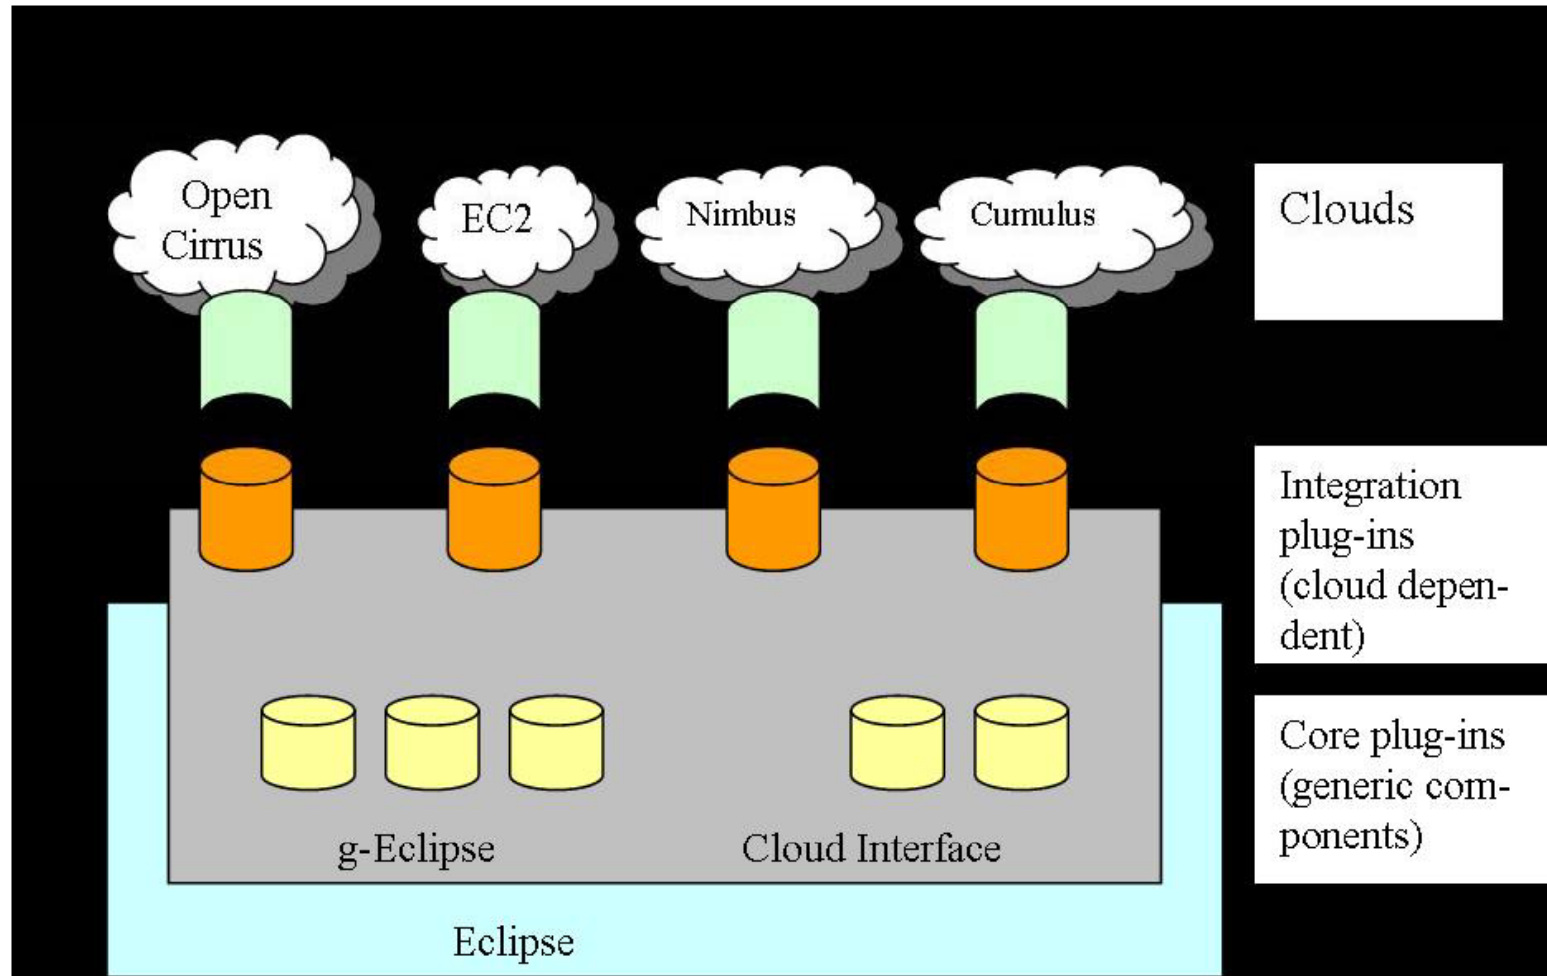 Open
Cirrus
EC2
Nimbus
Cumulus
Clouds
Integration
plug-ins
(cloud depen-
dent)
Core plug-ins
(generic com-
ponents)
g-Eclipse
Cloud Interface
Eclipse